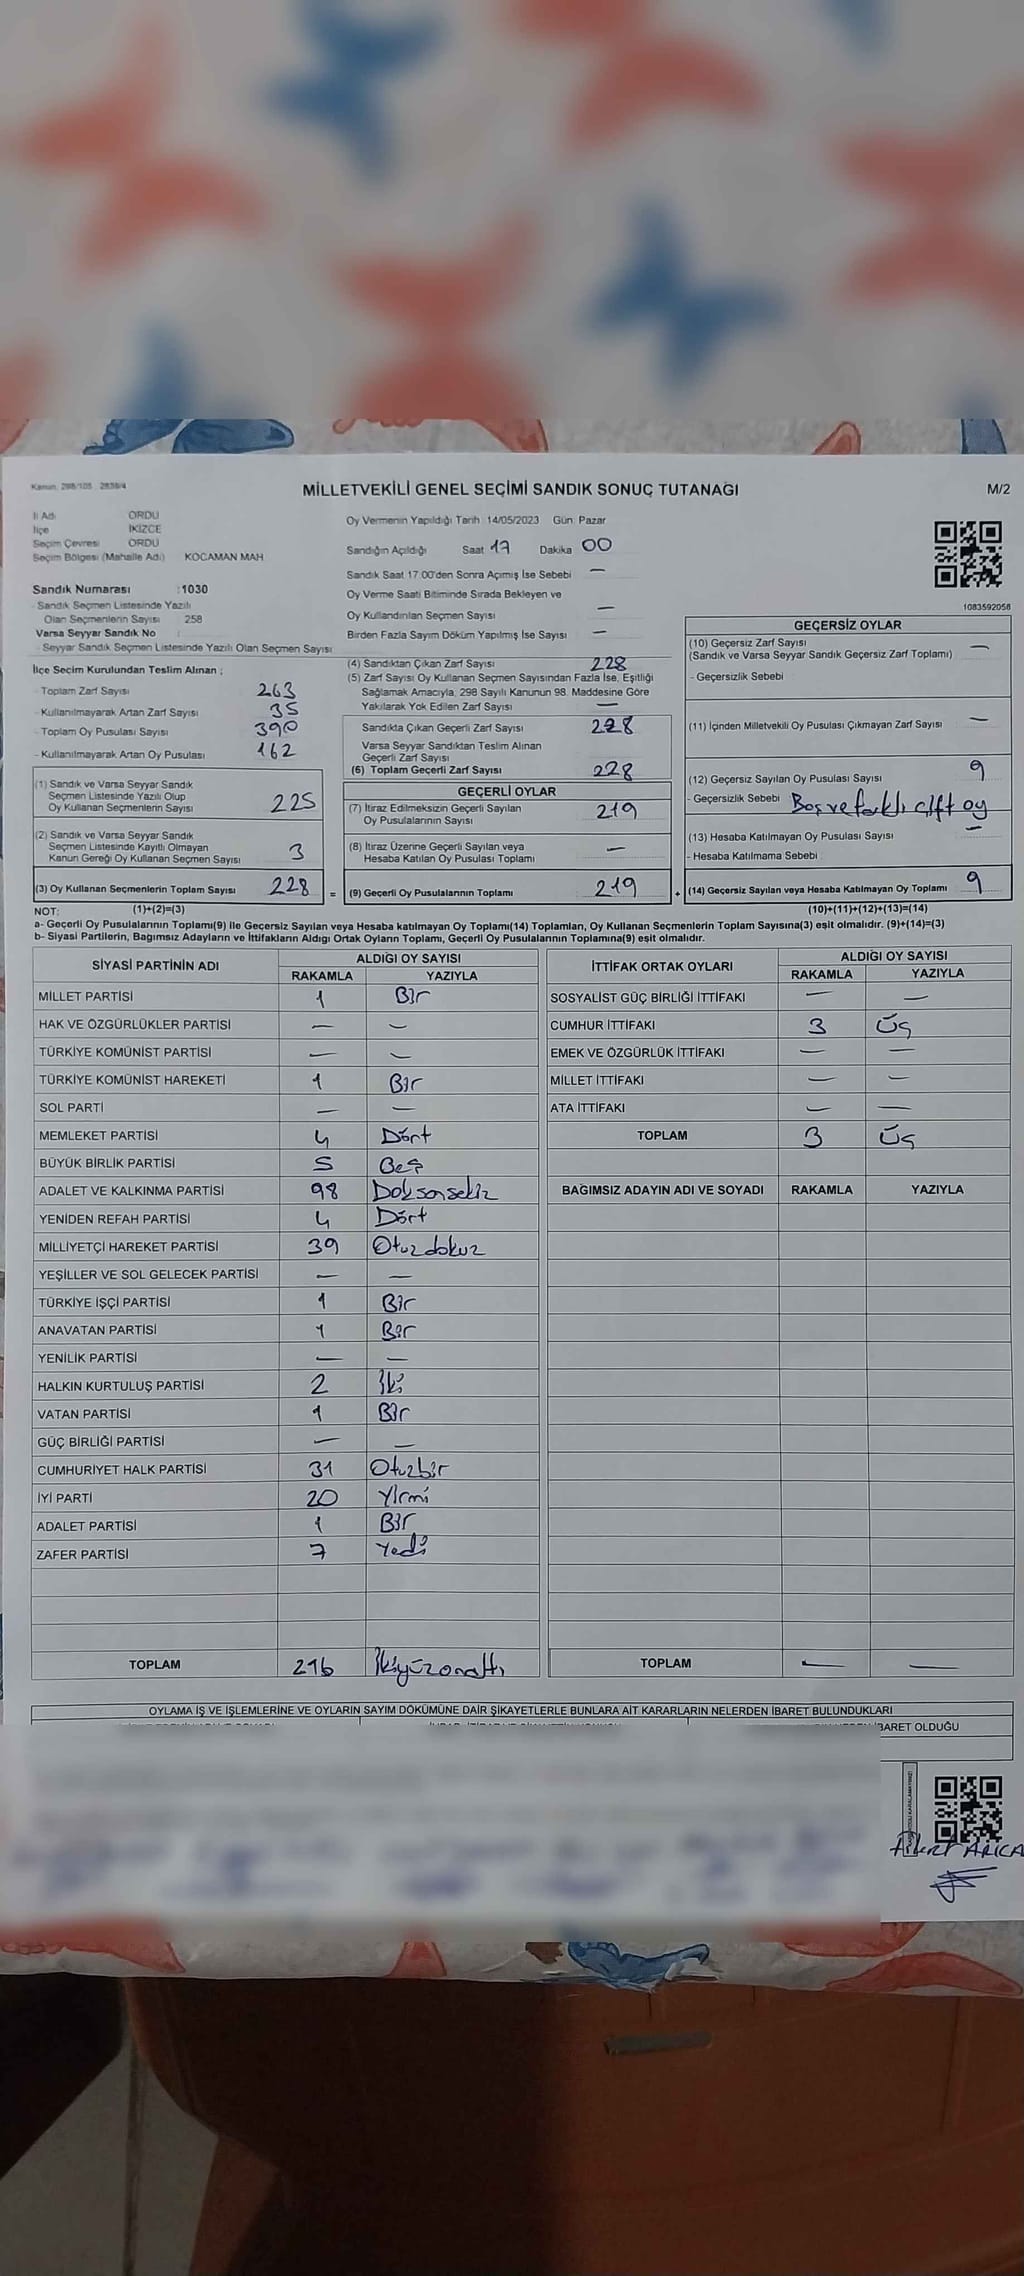 Kanun: 298/105 2839/4
MİLLETVEKİLİ GENEL SEÇİMİ SANDIK SONUÇ TUTANAĞI
M/2
İl Adı ORDU
İlçe İKİZCE
Seçim Çevresi ORDU
Seçim Bölgesi (Mahalle Adı) KOCAMAN MAH
Sandık Numarası :1030
- Sandık Seçmen Listesinde Yazılı
Olan Seçmenlerin Sayısı 258
Varsa Seyyar Sandık No :
- Seyyar Sandık Seçmen Listesinde Yazılı Olan Seçmen Sayısı
İlçe Seçim Kurulundan Teslim Alınan ;
- Toplam Zarf Sayısı 263
- Kullanılmayarak Artan Zarf Sayısı 35
- Toplam Oy Pusulası Sayısı 390
- Kullanılmayarak Artan Oy Pusulası 162
(1) Sandık ve Varsa Seyyar Sandık
Seçmen Listesinde Yazılı Olup
Oy Kullanan Seçmenlerin Sayısı 225
(2) Sandık ve Varsa Seyyar Sandık
Seçmen Listesinde Kayıtlı Olmayan
Kanun Gereği Oy Kullanan Seçmen Sayısı 3
(3) Oy Kullanan Seçmenlerin Toplam Sayısı 228 =
Oy Vermenin Yapıldığı Tarih :14/05/2023 Gün: Pazar
Sandığın Açıldığı Saat 17 Dakika 00
Sandık Saat 17:00'den Sonra Açılmış İse Sebebi —
Oy Verme Saati Bitiminde Sırada Bekleyen ve
Oy Kullandırılan Seçmen Sayısı —
Birden Fazla Sayım Döküm Yapılmış İse Sayısı —
(4) Sandıktan Çıkan Zarf Sayısı 228
(5) Zarf Sayısı Oy Kullanan Seçmen Sayısından Fazla İse, Eşitliği
Sağlamak Amacıyla, 298 Sayılı Kanunun 98. Maddesine Göre
Yakılarak Yok Edilen Zarf Sayısı —
Sandıkta Çıkan Geçerli Zarf Sayısı 228
Varsa Seyyar Sandıktan Teslim Alınan
Geçerli Zarf Sayısı
(6) Toplam Geçerli Zarf Sayısı 228
GEÇERLİ OYLAR
(7) İtiraz Edilmeksizin Geçerli Sayılan
Oy Pusulalarının Sayısı 219
(8) İtiraz Üzerine Geçerli Sayılan veya
Hesaba Katılan Oy Pusulası Toplamı —
(9) Geçerli Oy Pusulalarının Toplamı 219 +
1083592056
GEÇERSİZ OYLAR
(10) Geçersiz Zarf Sayısı —
(Sandık ve Varsa Seyyar Sandık Geçersiz Zarf Toplamı)
- Geçersizlik Sebebi
(11) İçinden Milletvekili Oy Pusulası Çıkmayan Zarf Sayısı —
(12) Geçersiz Sayılan Oy Pusulası Sayısı 9
- Geçersizlik Sebebi Boş ve farklı çift oy
(13) Hesaba Katılmayan Oy Pusulası Sayısı —
- Hesaba Katılmama Sebebi
(14) Geçersiz Sayılan veya Hesaba Katılmayan Oy Toplamı 9
NOT: (1)+(2)=(3) (10)+(11)+(12)+(13)=(14)
a- Geçerli Oy Pusulalarının Toplamı(9) ile Geçersiz Sayılan veya Hesaba katılmayan Oy Toplamı(14) Toplamları, Oy Kullanan Seçmenlerin Toplam Sayısına(3) eşit olmalıdır. (9)+(14)=(3)
b- Siyasi Partilerin, Bağımsız Adayların ve İttifakların Aldığı Ortak Oyların Toplamı, Geçerli Oy Pusulalarının Toplamına(9) eşit olmalıdır.
SİYASİ PARTİNİN ADI ALDIĞI OY SAYISI
RAKAMLA YAZIYLA
MİLLET PARTİSİ 1 Bir
HAK VE ÖZGÜRLÜKLER PARTİSİ — —
TÜRKİYE KOMÜNİST PARTİSİ — —
TÜRKİYE KOMÜNİST HAREKETİ 1 Bir
SOL PARTİ — —
MEMLEKET PARTİSİ 4 Dört
BÜYÜK BİRLİK PARTİSİ 5 Beş
ADALET VE KALKINMA PARTİSİ 98 Doksansekiz
YENİDEN REFAH PARTİSİ 4 Dört
MİLLİYETÇİ HAREKET PARTİSİ 39 Otuzdokuz
YEŞİLLER VE SOL GELECEK PARTİSİ — —
TÜRKİYE İŞÇİ PARTİSİ 1 Bir
ANAVATAN PARTİSİ 1 Bir
YENİLİK PARTİSİ — —
HALKIN KURTULUŞ PARTİSİ 2 İki
VATAN PARTİSİ 1 Bir
GÜÇ BİRLİĞİ PARTİSİ — —
CUMHURİYET HALK PARTİSİ 31 Otuzbir
İYİ PARTİ 20 Yirmi
ADALET PARTİSİ 1 Bir
ZAFER PARTİSİ 7 Yedi
TOPLAM 216 İkiyüzonaltı
İTTİFAK ORTAK OYLARI ALDIĞI OY SAYISI
RAKAMLA YAZIYLA
SOSYALİST GÜÇ BİRLİĞİ İTTİFAKI — —
CUMHUR İTTİFAKI 3 Üç
EMEK VE ÖZGÜRLÜK İTTİFAKI — —
MİLLET İTTİFAKI — —
ATA İTTİFAKI — —
TOPLAM 3 Üç
BAĞIMSIZ ADAYIN ADI VE SOYADI RAKAMLA YAZIYLA
TOPLAM — —
OYLAMA İŞ VE İŞLEMLERİNE VE OYLARIN SAYIM DÖKÜMÜNE DAİR ŞİKAYETLERLE BUNLARA AİT KARARLARIN NELERDEN İBARET BULUNDUKLARI
İBARET OLDUĞU
ARICA